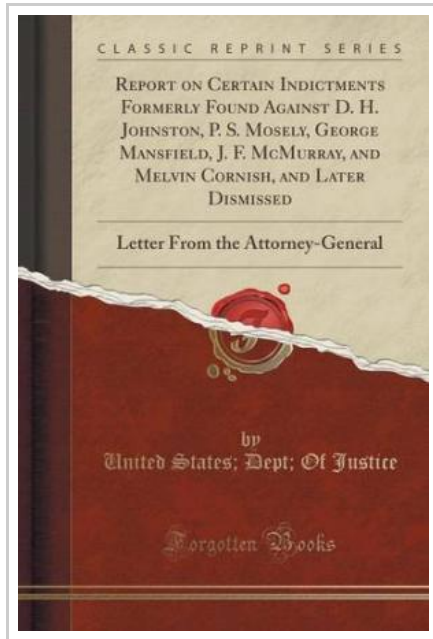 CLASSIC REPRINT SERIES
REPORT ON CERTAIN INDICTMENTS
FORMERLY FOUND AGAINST D. H.
JOHNSTON, P. S. MOSELY, GEORGE
MANSFIELD, J. F. MCMURRAY, AND
MELVIN CORNISH, AND LATER
DISMISSED
Letter From the Attorney-General
by
United States; Dept; Of Justice
Forgotten Books